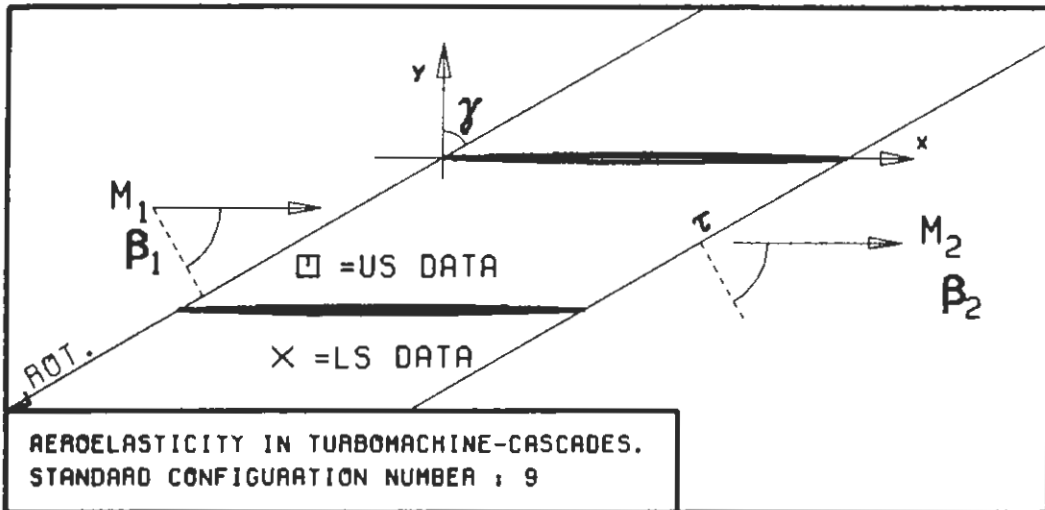 y
γ
x
M1
β1
τ
M2
β2
□ =US DATA
× =LS DATA
ROT.
AEROELASTICITY IN TURBOMACHINE-CASCADES.
STANDARD CONFIGURATION NUMBER : 9